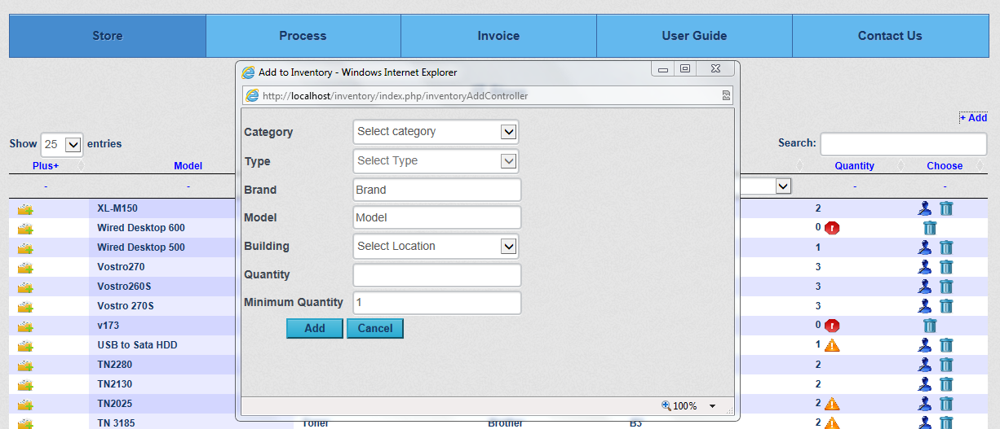 Store Process Invoice User Guide Contact Us
Add to Inventory - Windows Internet Explorer
http://localhost/inventory/index.php/inventoryAddController
+ Add
Show 25 entries
Search:
Plus+ Model Quantity Choose
- - - -
XL-M150 2
Wired Desktop 600 0
Wired Desktop 500 1
Vostro270 3
Vostro260S 3
Vostro 270S 3
v173 0
USB to Sata HDD 1
TN2280 2
TN2130 2
TN2025 2
TN 3185 Toner Brother B3 2
Category Select category
Type Select Type
Brand Brand
Model Model
Building Select Location
Quantity
Minimum Quantity 1
Add Cancel
100%